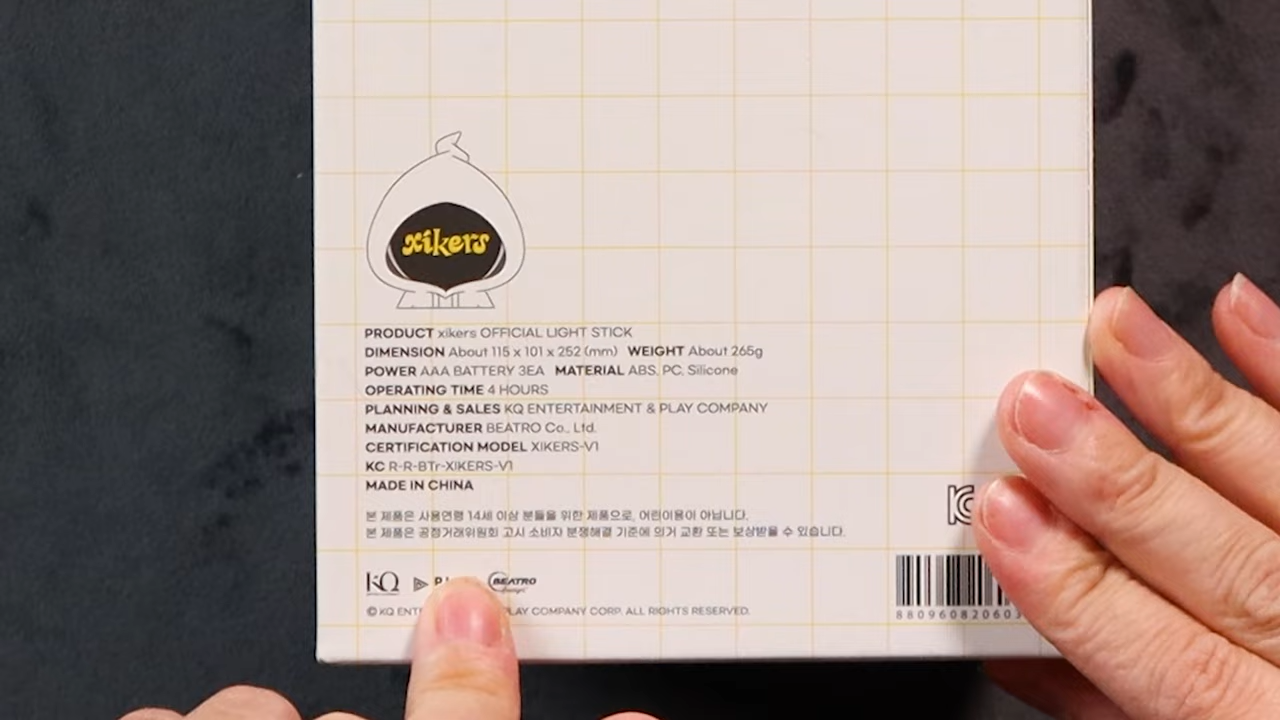 xikers
PRODUCT xikers OFFICIAL LIGHT STICK
DIMENSION About 115 x 101 x 252 (mm) WEIGHT About 265g
POWER AAA BATTERY 3EA MATERIAL ABS, PC, Silicone
OPERATING TIME 4 HOURS
PLANNING & SALES KQ ENTERTAINMENT & PLAY COMPANY
MANUFACTURER BEATRO Co., Ltd.
CERTIFICATION MODEL XIKERS-V1
KC R-R-BTr-XIKERS-V1
MADE IN CHINA
본 제품은 사용연령 14세 이상 분들을 위한 제품으로, 어린이용이 아닙니다.
본 제품은 공정거래위원회 고시 소비자 분쟁해결 기준에 의거 교환 또는 보상받을 수 있습니다.
KQ BEATRO
© KQ PLAY COMPANY CORP. ALL RIGHTS RESERVED.
880960820603